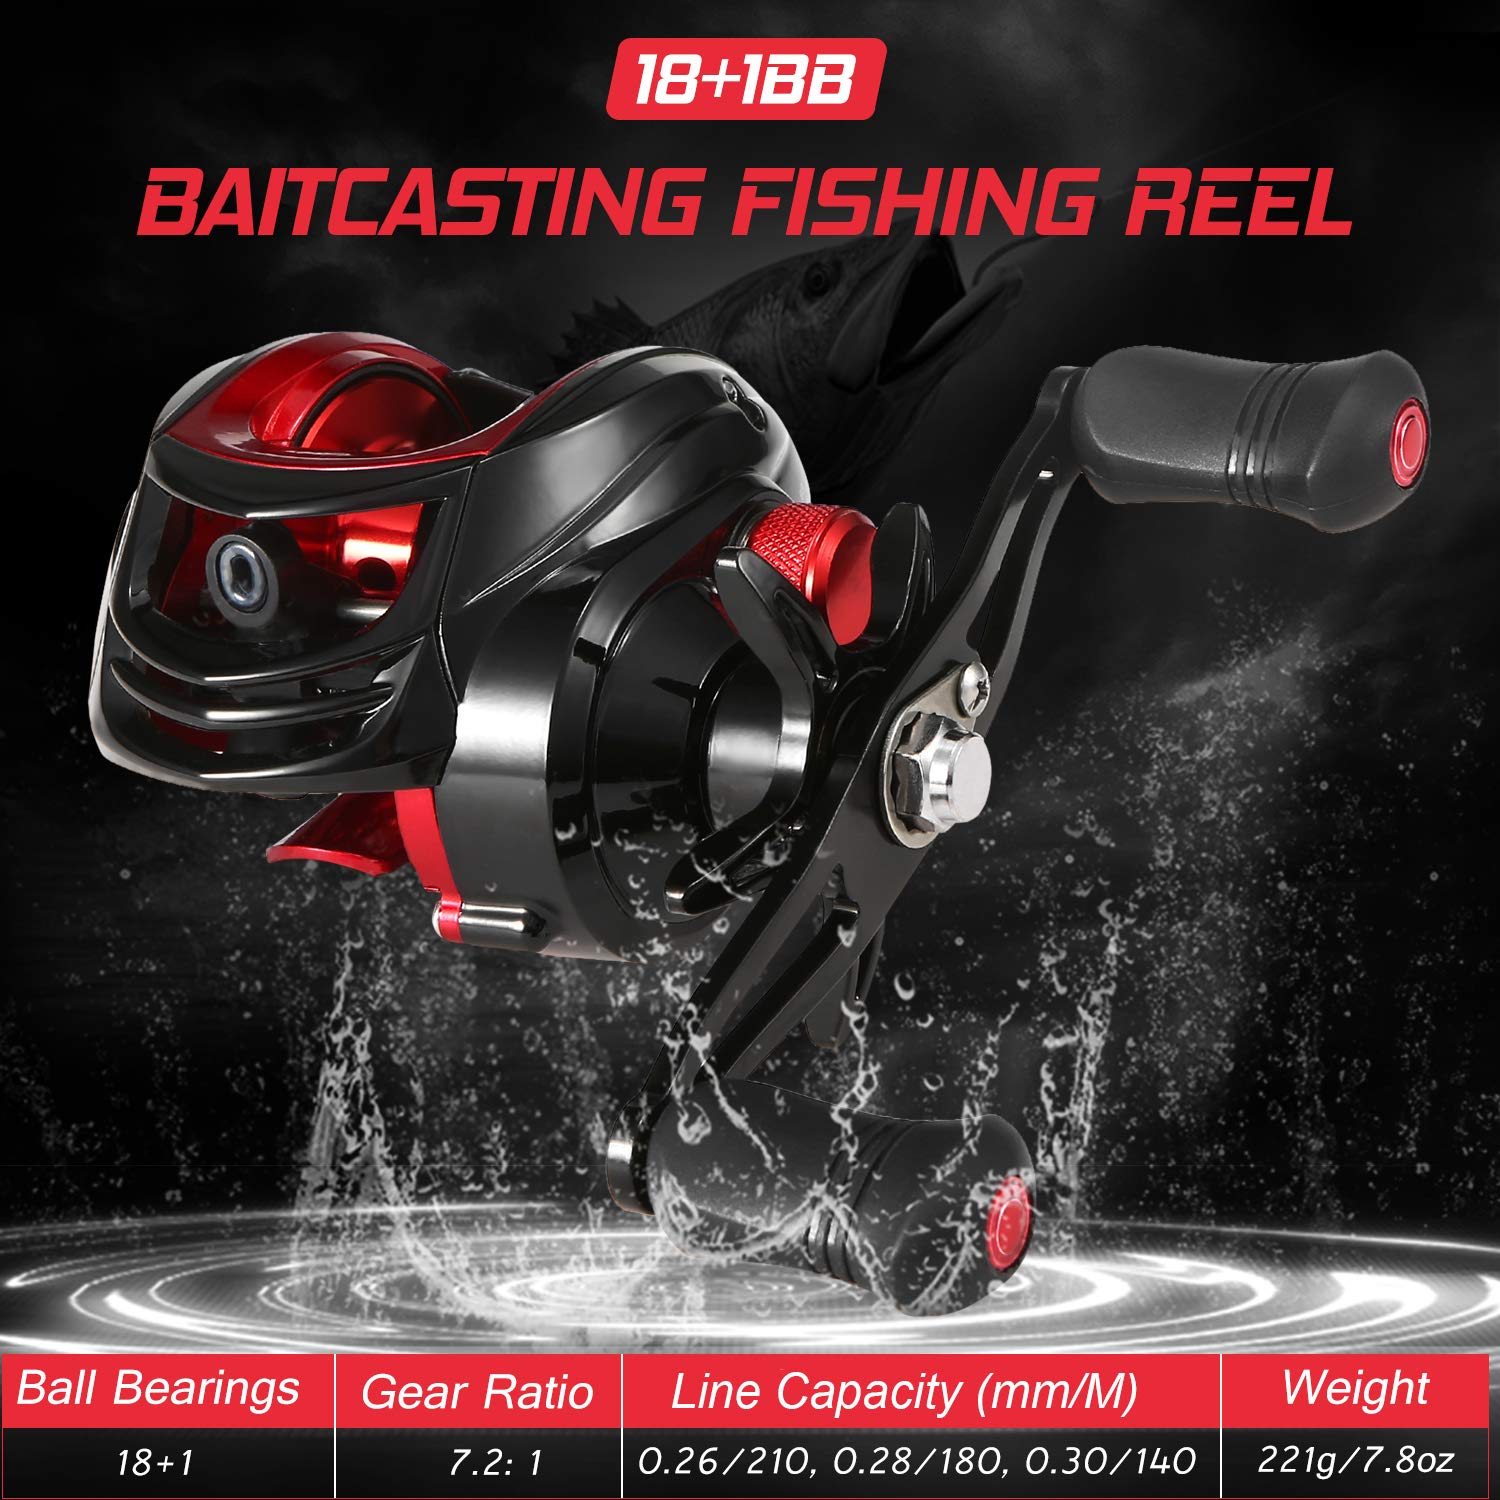 18+1BB
BAITCASTING FISHING REEL
Ball Bearings Gear Ratio Line Capacity (mm/M) Weight
18+1 7.2: 1 0.26/210, 0.28/180, 0.30/140 221g/7.8oz